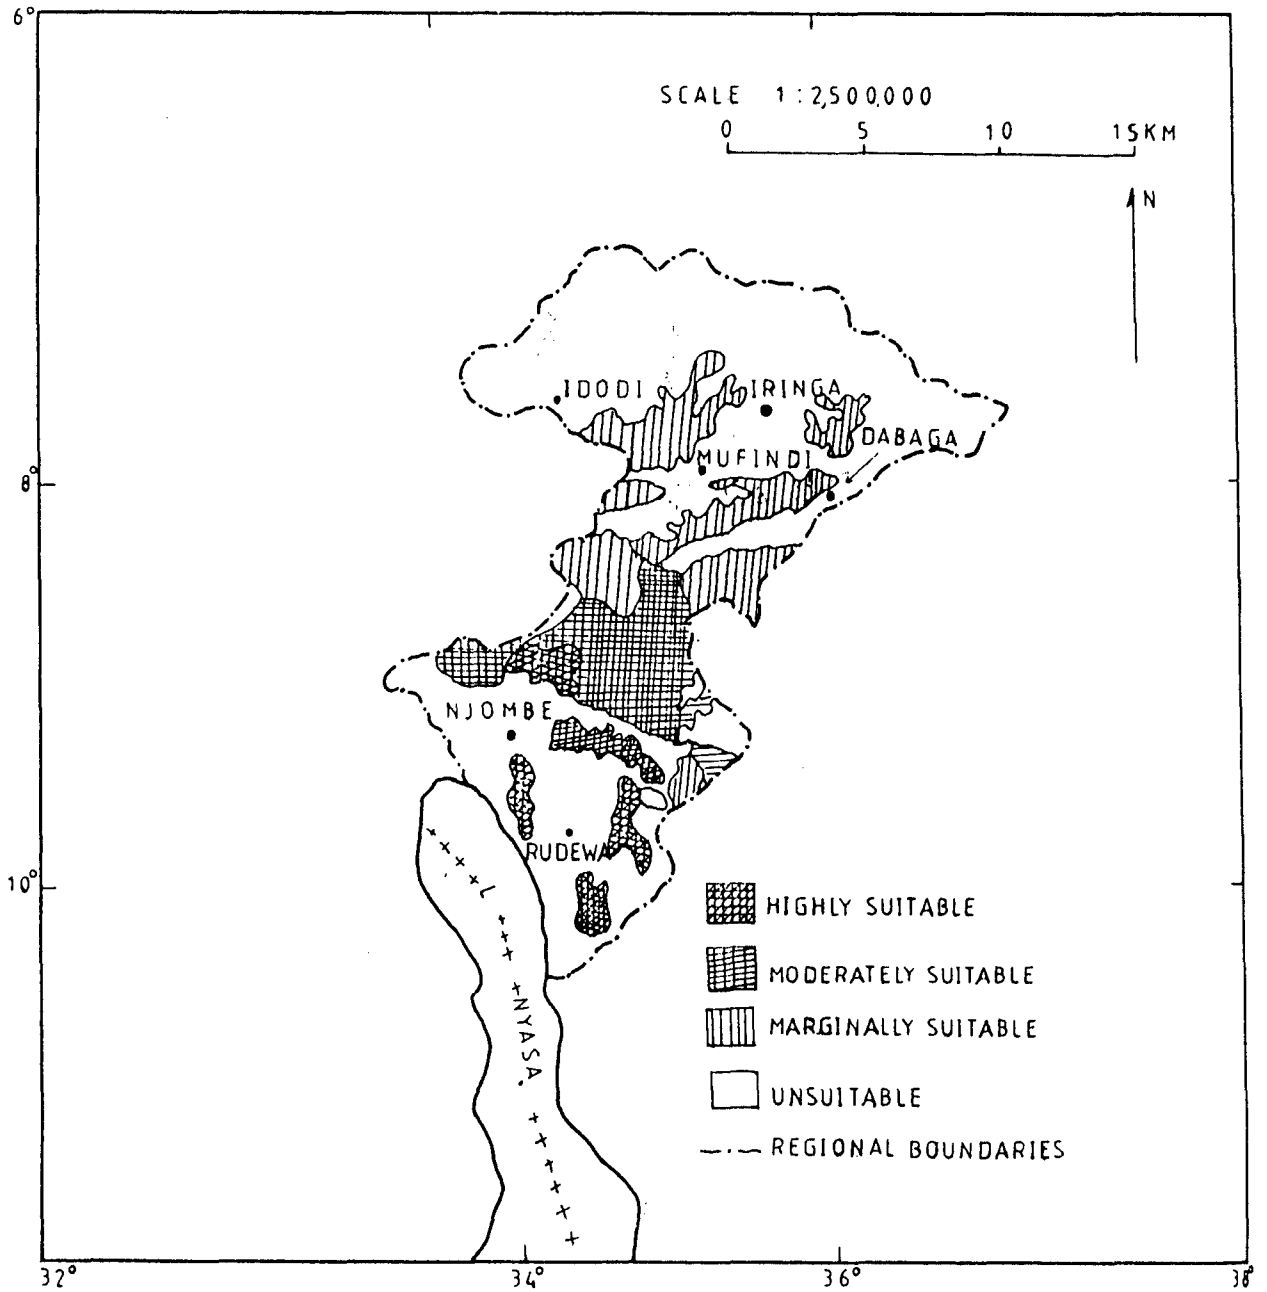 6°
SCALE 1:2,500,000
0 5 10 15KM
N
IDODI
IRINGA
DABAGA
MUFINDI
8°
NJOMBE
RUDEWA
10°
L NYASA
HIGHLY SUITABLE
MODERATELY SUITABLE
MARGINALLY SUITABLE
UNSUITABLE
REGIONAL BOUNDARIES
32° 34° 36° 38°